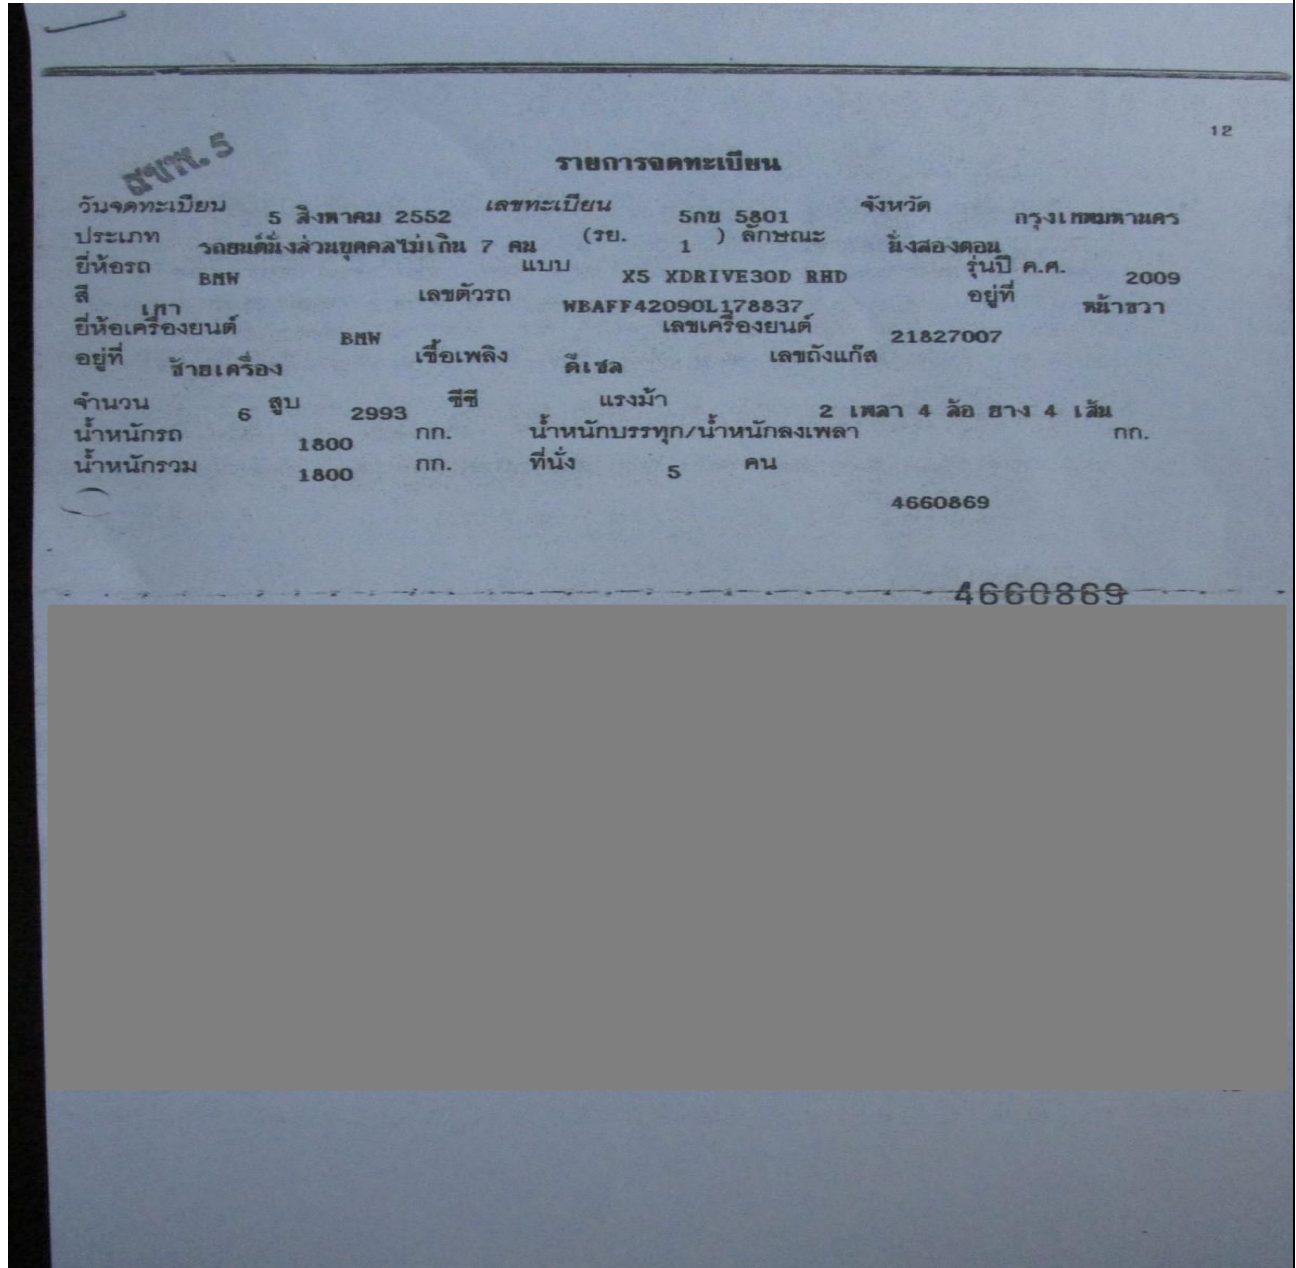 12
สขพ. 5
รายการจดทะเบียน
วันจดทะเบียน 5 สิงหาคม 2552 เลขทะเบียน 5กข 5801 จังหวัด กรุงเทพมหานคร
ประเภท รถยนต์นั่งส่วนบุคคลไม่เกิน 7 คน (รย. 1 ) ลักษณะ นั่งสองตอน
ยี่ห้อรถ BMW แบบ X5 XDRIVE30D RHD รุ่นปี ค.ศ. 2009
สี เทา เลขตัวรถ WBAFF42090L178837 อยู่ที่ หน้าขวา
ยี่ห้อเครื่องยนต์ BMW เลขเครื่องยนต์ 21827007
อยู่ที่ ซ้ายเครื่อง เชื้อเพลิง ดีเซล เลขถังแก๊ส
จำนวน 6 สูบ 2993 ซีซี แรงม้า 2 เพลา 4 ล้อ ยาง 4 เส้น
น้ำหนักรถ 1800 กก. น้ำหนักบรรทุก/น้ำหนักลงเพลา กก.
น้ำหนักรวม 1800 กก. ที่นั่ง 5 คน
4660869
4660869